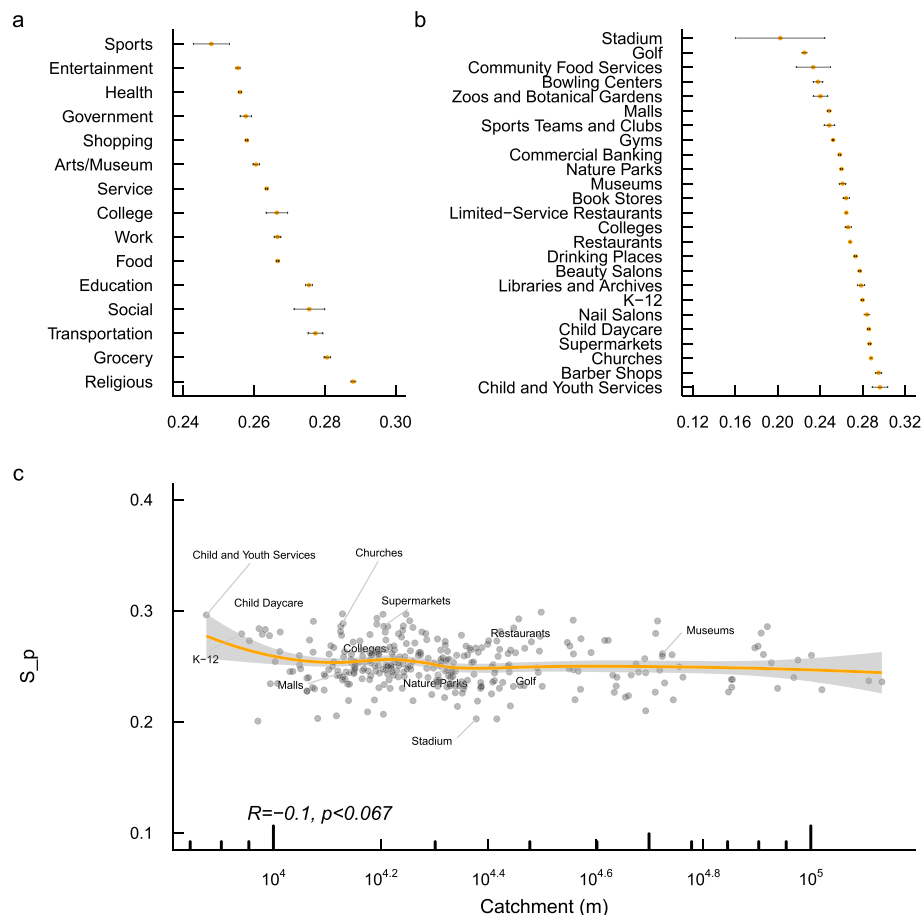 a
Sports
Entertainment
Health
Government
Shopping
Arts/Museum
Service
College
Work
Food
Education
Social
Transportation
Grocery
Religious
0.24 0.26 0.28 0.30
b
Stadium
Golf
Community Food Services
Bowling Centers
Zoos and Botanical Gardens
Malls
Sports Teams and Clubs
Gyms
Commercial Banking
Nature Parks
Museums
Book Stores
Limited−Service Restaurants
Colleges
Restaurants
Drinking Places
Beauty Salons
Libraries and Archives
K−12
Nail Salons
Child Daycare
Supermarkets
Churches
Barber Shops
Child and Youth Services
0.12 0.16 0.20 0.24 0.28 0.32
c
S_p
0.4
0.3
0.2
0.1
Child and Youth Services
Churches
Child Daycare
Supermarkets
Restaurants
Museums
Colleges
K−12
Malls
Nature Parks
Golf
Stadium
R=−0.1, p<0.067
10^4 10^4.2 10^4.4 10^4.6 10^4.8 10^5
Catchment (m)